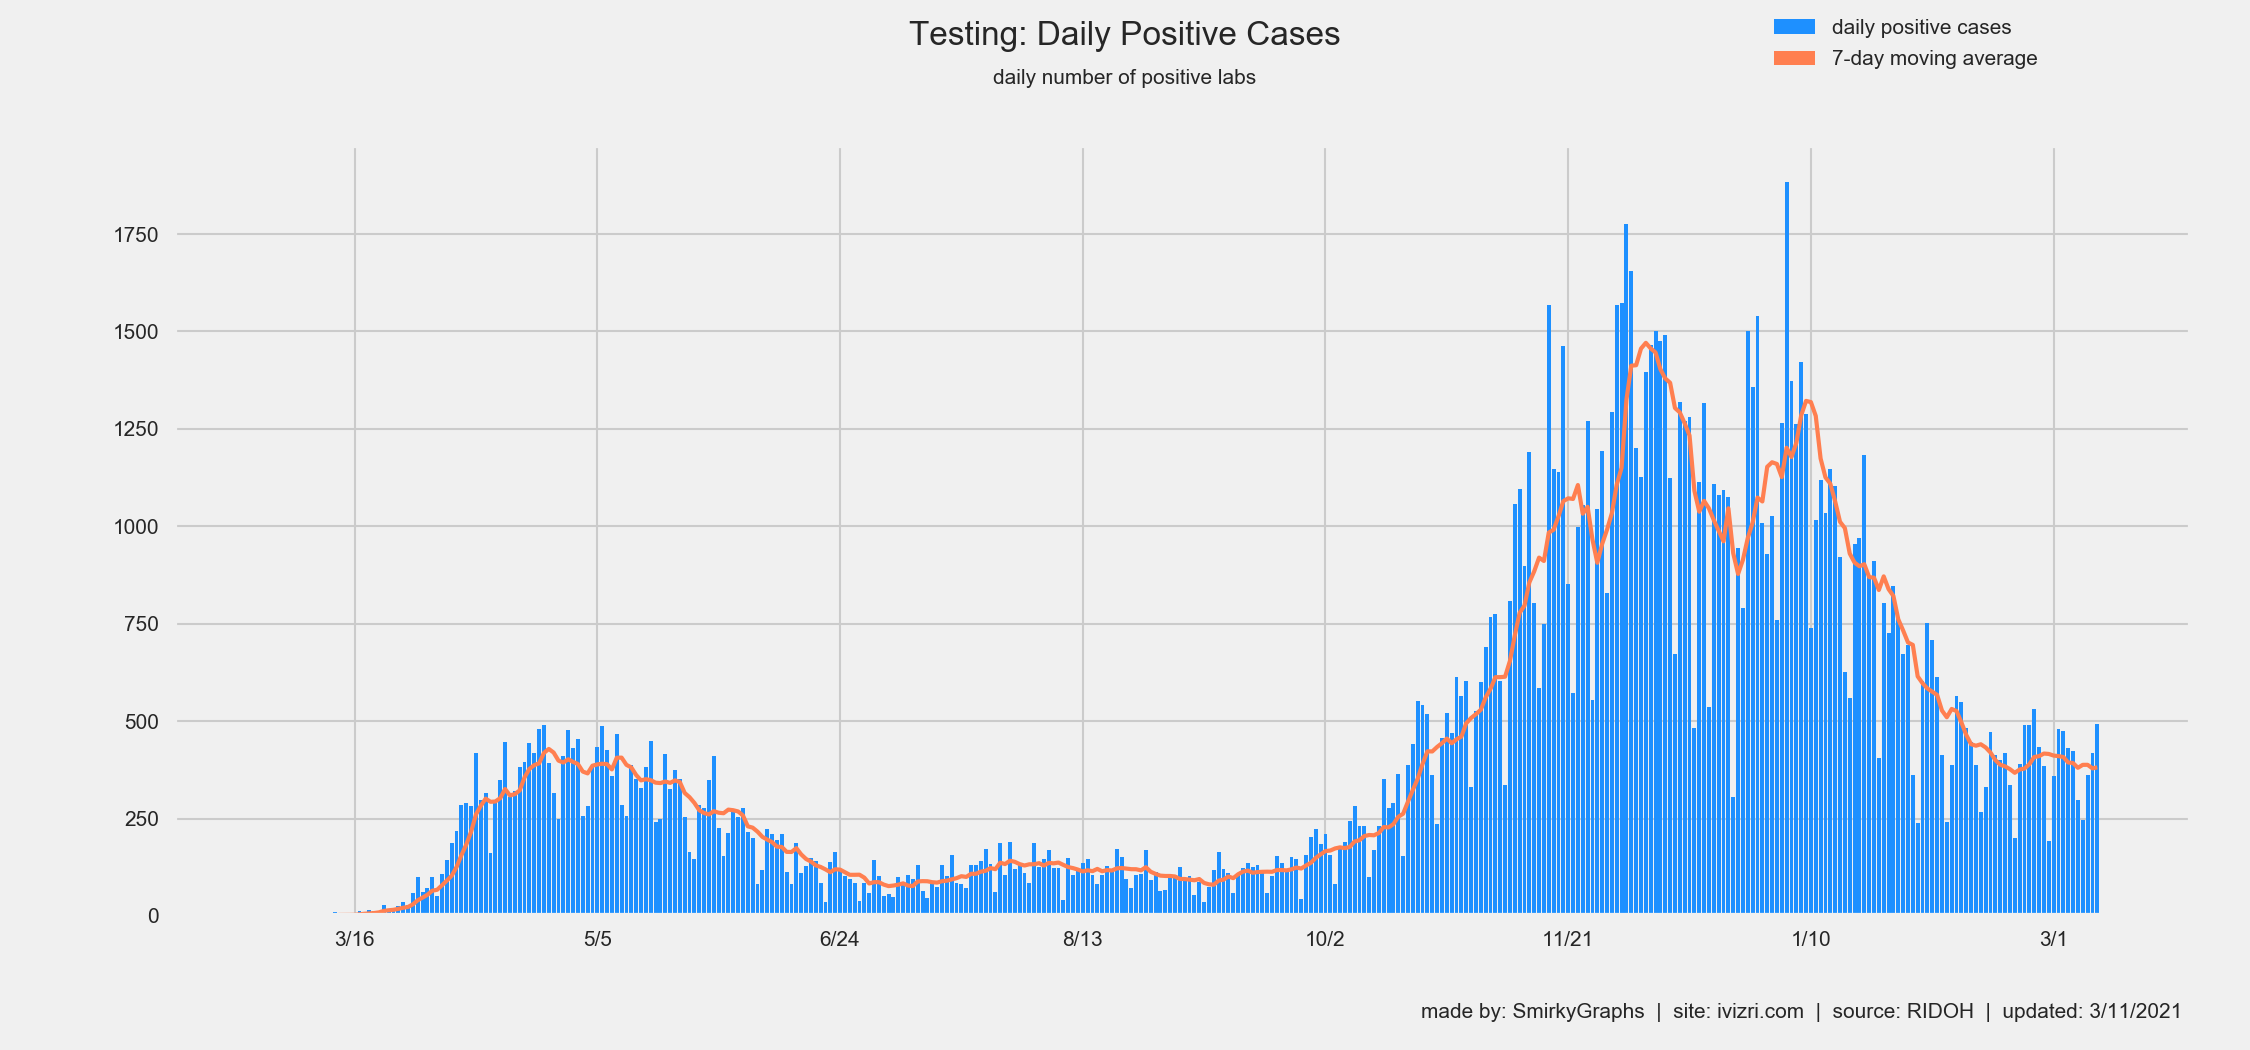 Testing: Daily Positive Cases
daily number of positive labs
daily positive cases
7-day moving average
1750
1500
1250
1000
750
500
250
0
3/16 5/5 6/24 8/13 10/2 11/21 1/10 3/1
made by: SmirkyGraphs | site: ivizri.com | source: RIDOH | updated: 3/11/2021